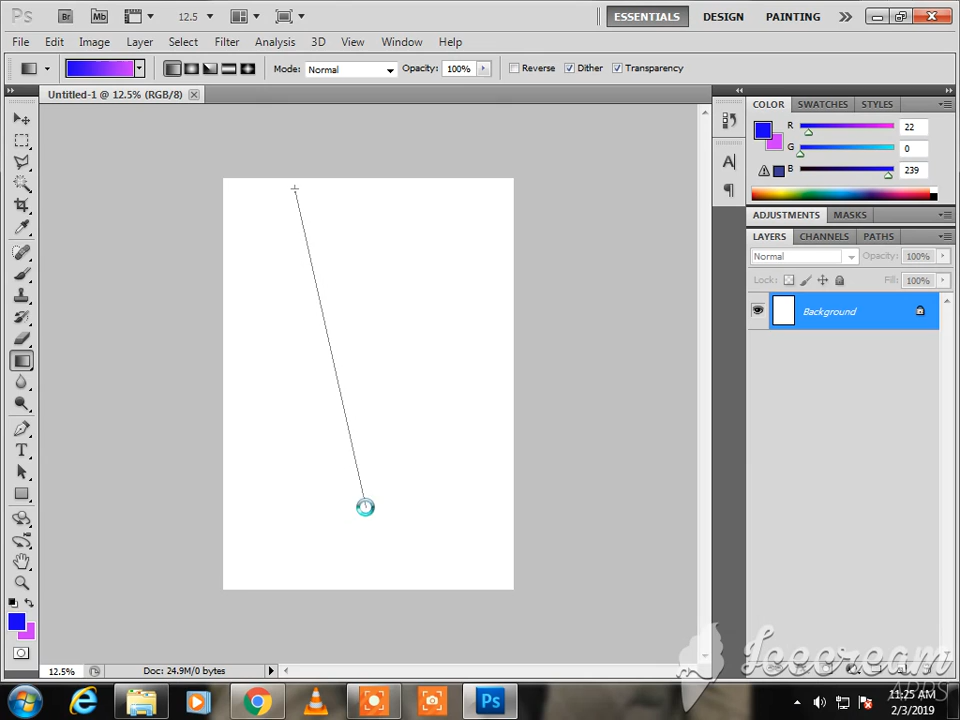 Ps Br Mb 12.5 ESSENTIALS DESIGN PAINTING
File Edit Image Layer Select Filter Analysis 3D View Window Help
Mode: Normal Opacity: 100% Reverse Dither Transparency
Untitled-1 @ 12.5% (RGB/8)
COLOR SWATCHES STYLES
R 22
G 0
B 239
ADJUSTMENTS MASKS
LAYERS CHANNELS PATHS
Normal Opacity: 100%
Lock: Fill: 100%
Background
12.5% Doc: 24.9M/0 bytes
Icecream
APPS
Ps
11:25 AM
2/3/2019